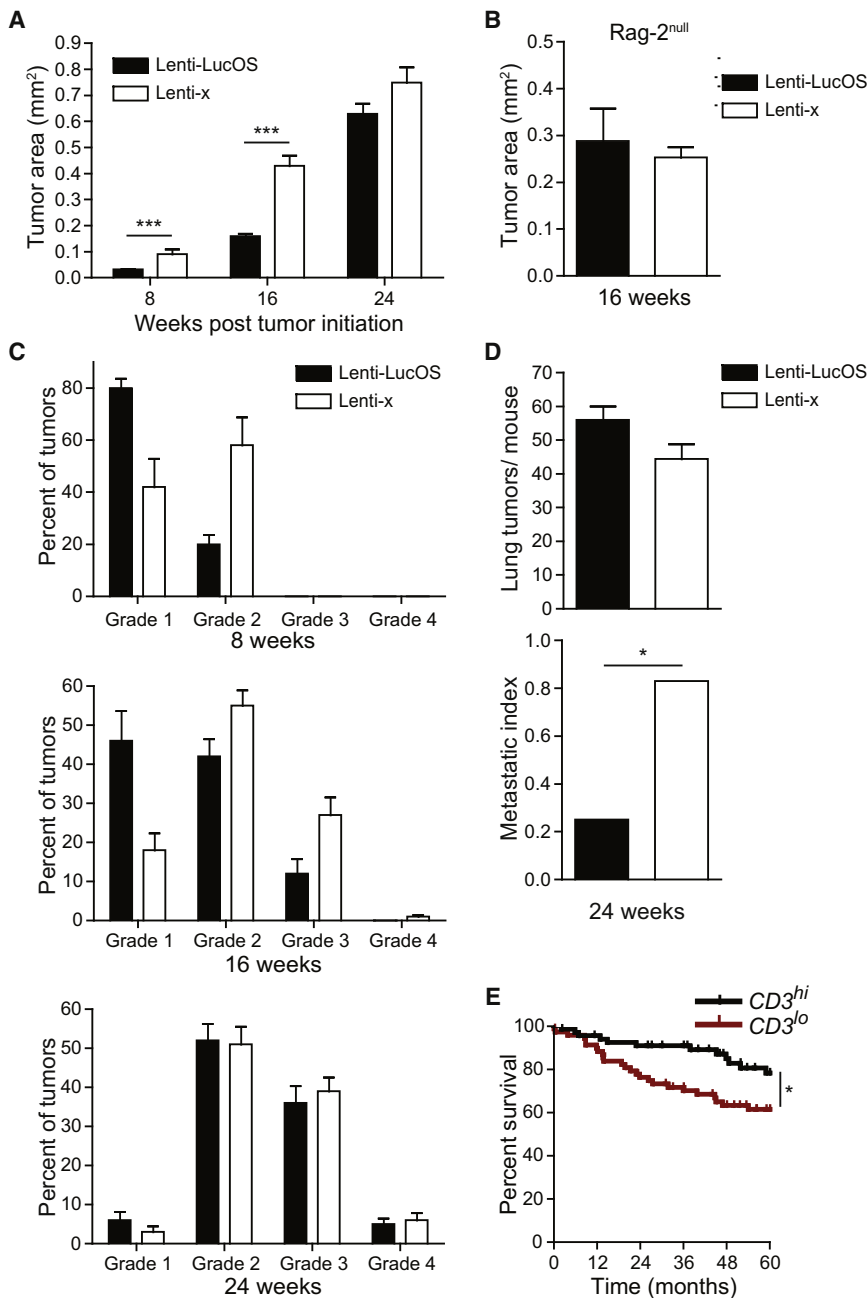 A
Tumor area (mm²)
0.9
0.8
0.7
0.6
0.5
0.4
0.3
0.2
0.1
0.0
Lenti-LucOS
Lenti-x
***
***
8
16
24
Weeks post tumor initiation
B
Rag-2null
Tumor area (mm²)
0.5
0.4
0.3
0.2
0.1
0.0
Lenti-LucOS
Lenti-x
16 weeks
C
Percent of tumors
80
60
40
20
0
Lenti-LucOS
Lenti-x
Grade 1
Grade 2
Grade 3
Grade 4
8 weeks
Percent of tumors
60
50
40
30
20
10
0
Grade 1
Grade 2
Grade 3
Grade 4
16 weeks
Percent of tumors
60
50
40
30
20
10
0
Grade 1
Grade 2
Grade 3
Grade 4
24 weeks
D
Lung tumors/ mouse
60
50
40
30
20
10
0
Lenti-LucOS
Lenti-x
Metastatic index
1.0
0.8
0.6
0.4
0.2
0.0
*
24 weeks
E
CD3hi
CD3lo
Percent survival
100
80
60
80
100
0
*
0
12
24
36
48
60
Time (months)